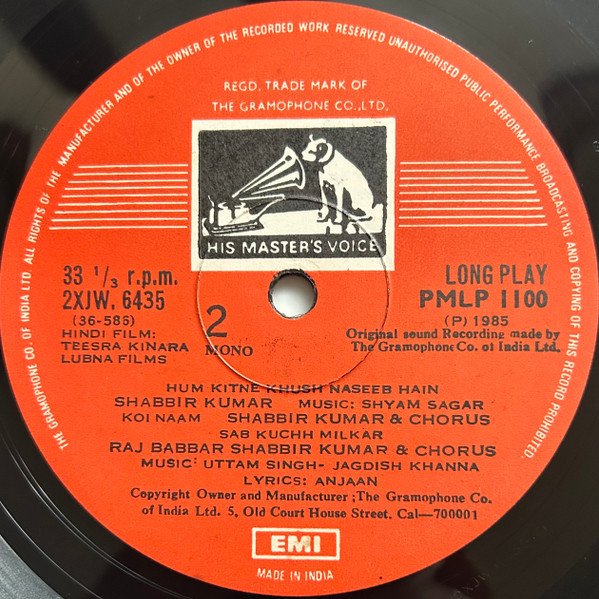 THE GRAMOPHONE CO. OF INDIA LTD. ALL RIGHTS OF THE MANUFACTURER AND OF THE OWNER OF THE RECORDED WORK RESERVED UNAUTHORISED PUBLIC PERFORMANCE BROADCASTING AND COPYING OF THIS RECORD PROHIBITED.
REGD. TRADE MARK OF
THE GRAMOPHONE CO., LTD.
HIS MASTER'S VOICE
33 1/3 r.p.m.
2XJW. 6435
(36-585)
HINDI FILM:
TEESRA KINARA
LUBNA FILMS
2
MONO
LONG PLAY
PMLP 1100
(P) 1985
Original sound Recording made by
The Gramophone Co. of India Ltd.
HUM KITNE KHUSH NASEEB HAIN
SHABBIR KUMAR MUSIC: SHYAM SAGAR
KOI NAAM SHABBIR KUMAR & CHORUS
SAB KUCHH MILKAR
RAJ BABBAR SHABBIR KUMAR & CHORUS
MUSIC: UTTAM SINGH- JAGDISH KHANNA
LYRICS: ANJAAN
Copyright Owner and Manufacturer ;The Gramophone Co.
of India Ltd. 5, Old Court House Street. Cal—700001
EMI
MADE IN INDIA